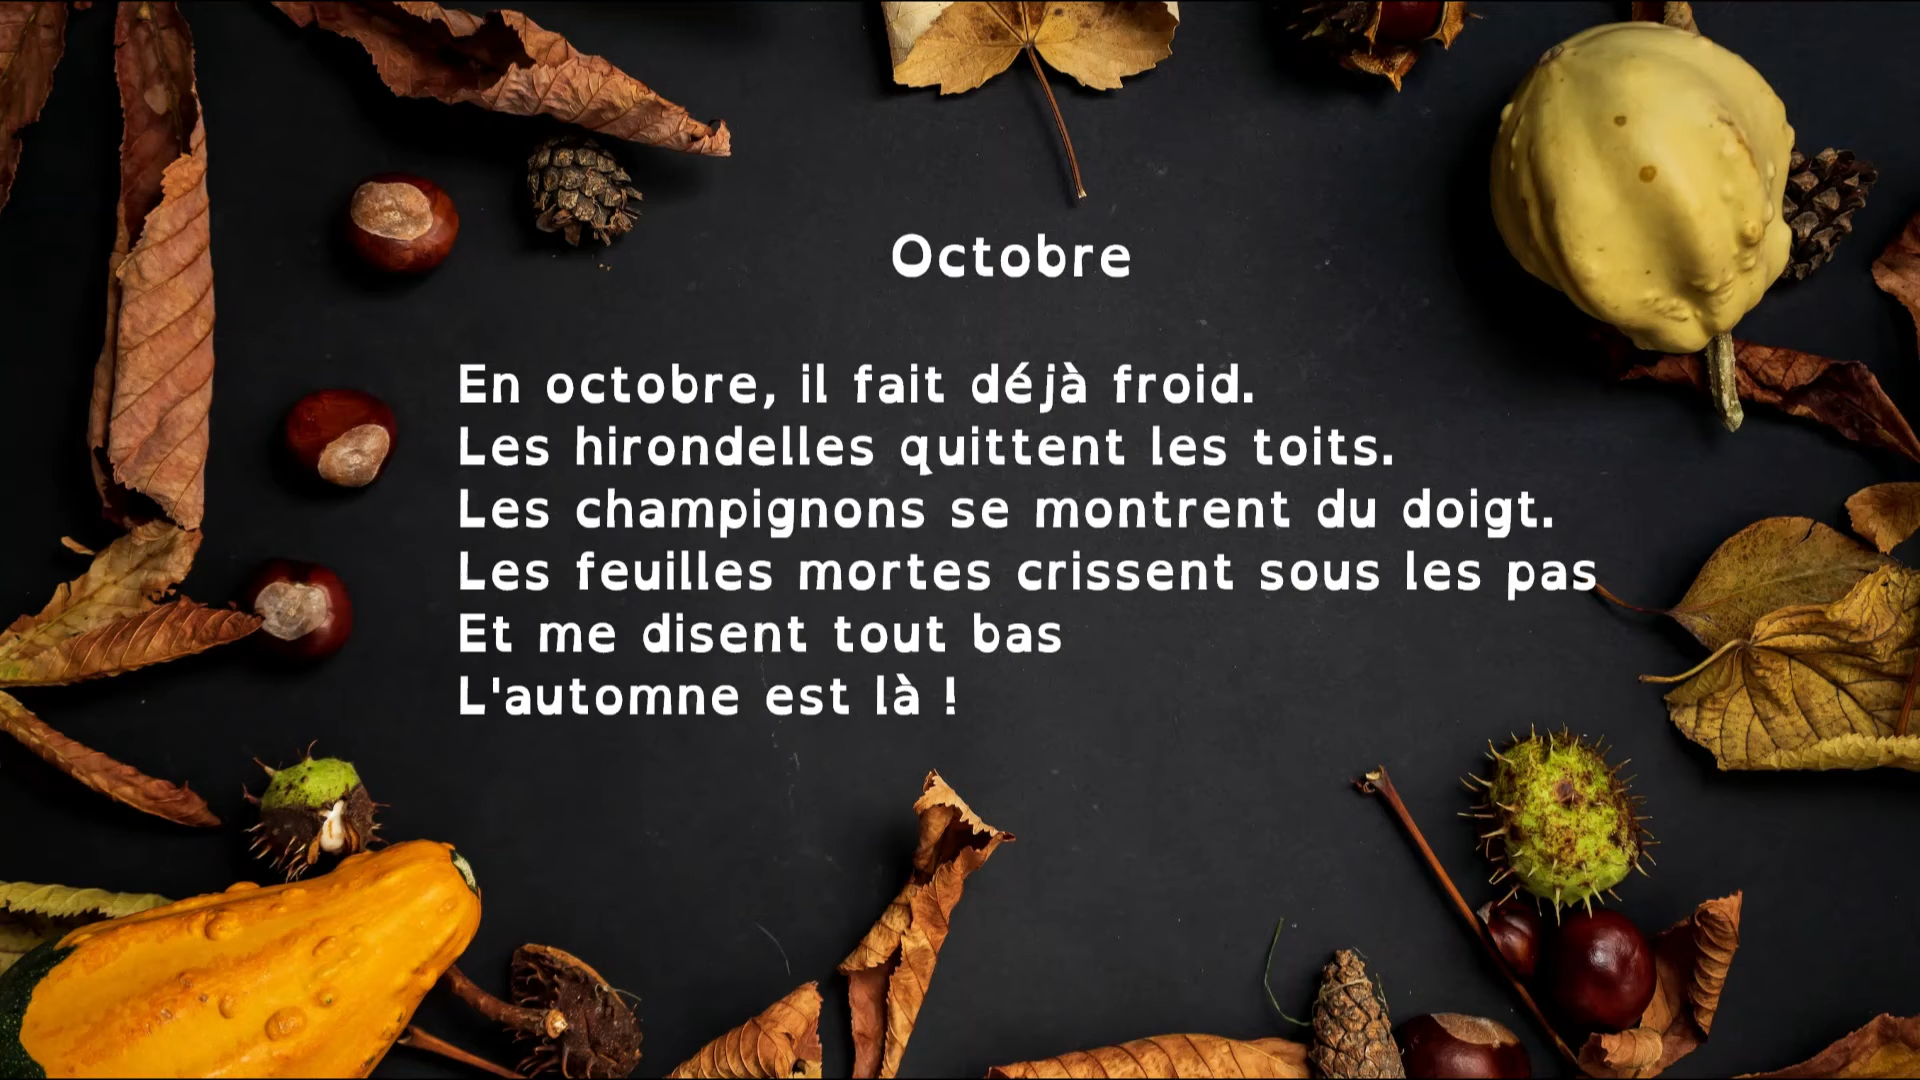 Octobre
En octobre, il fait déjà froid.
Les hirondelles quittent les toits.
Les champignons se montrent du doigt.
Les feuilles mortes crissent sous les pas
Et me disent tout bas
L'automne est là !